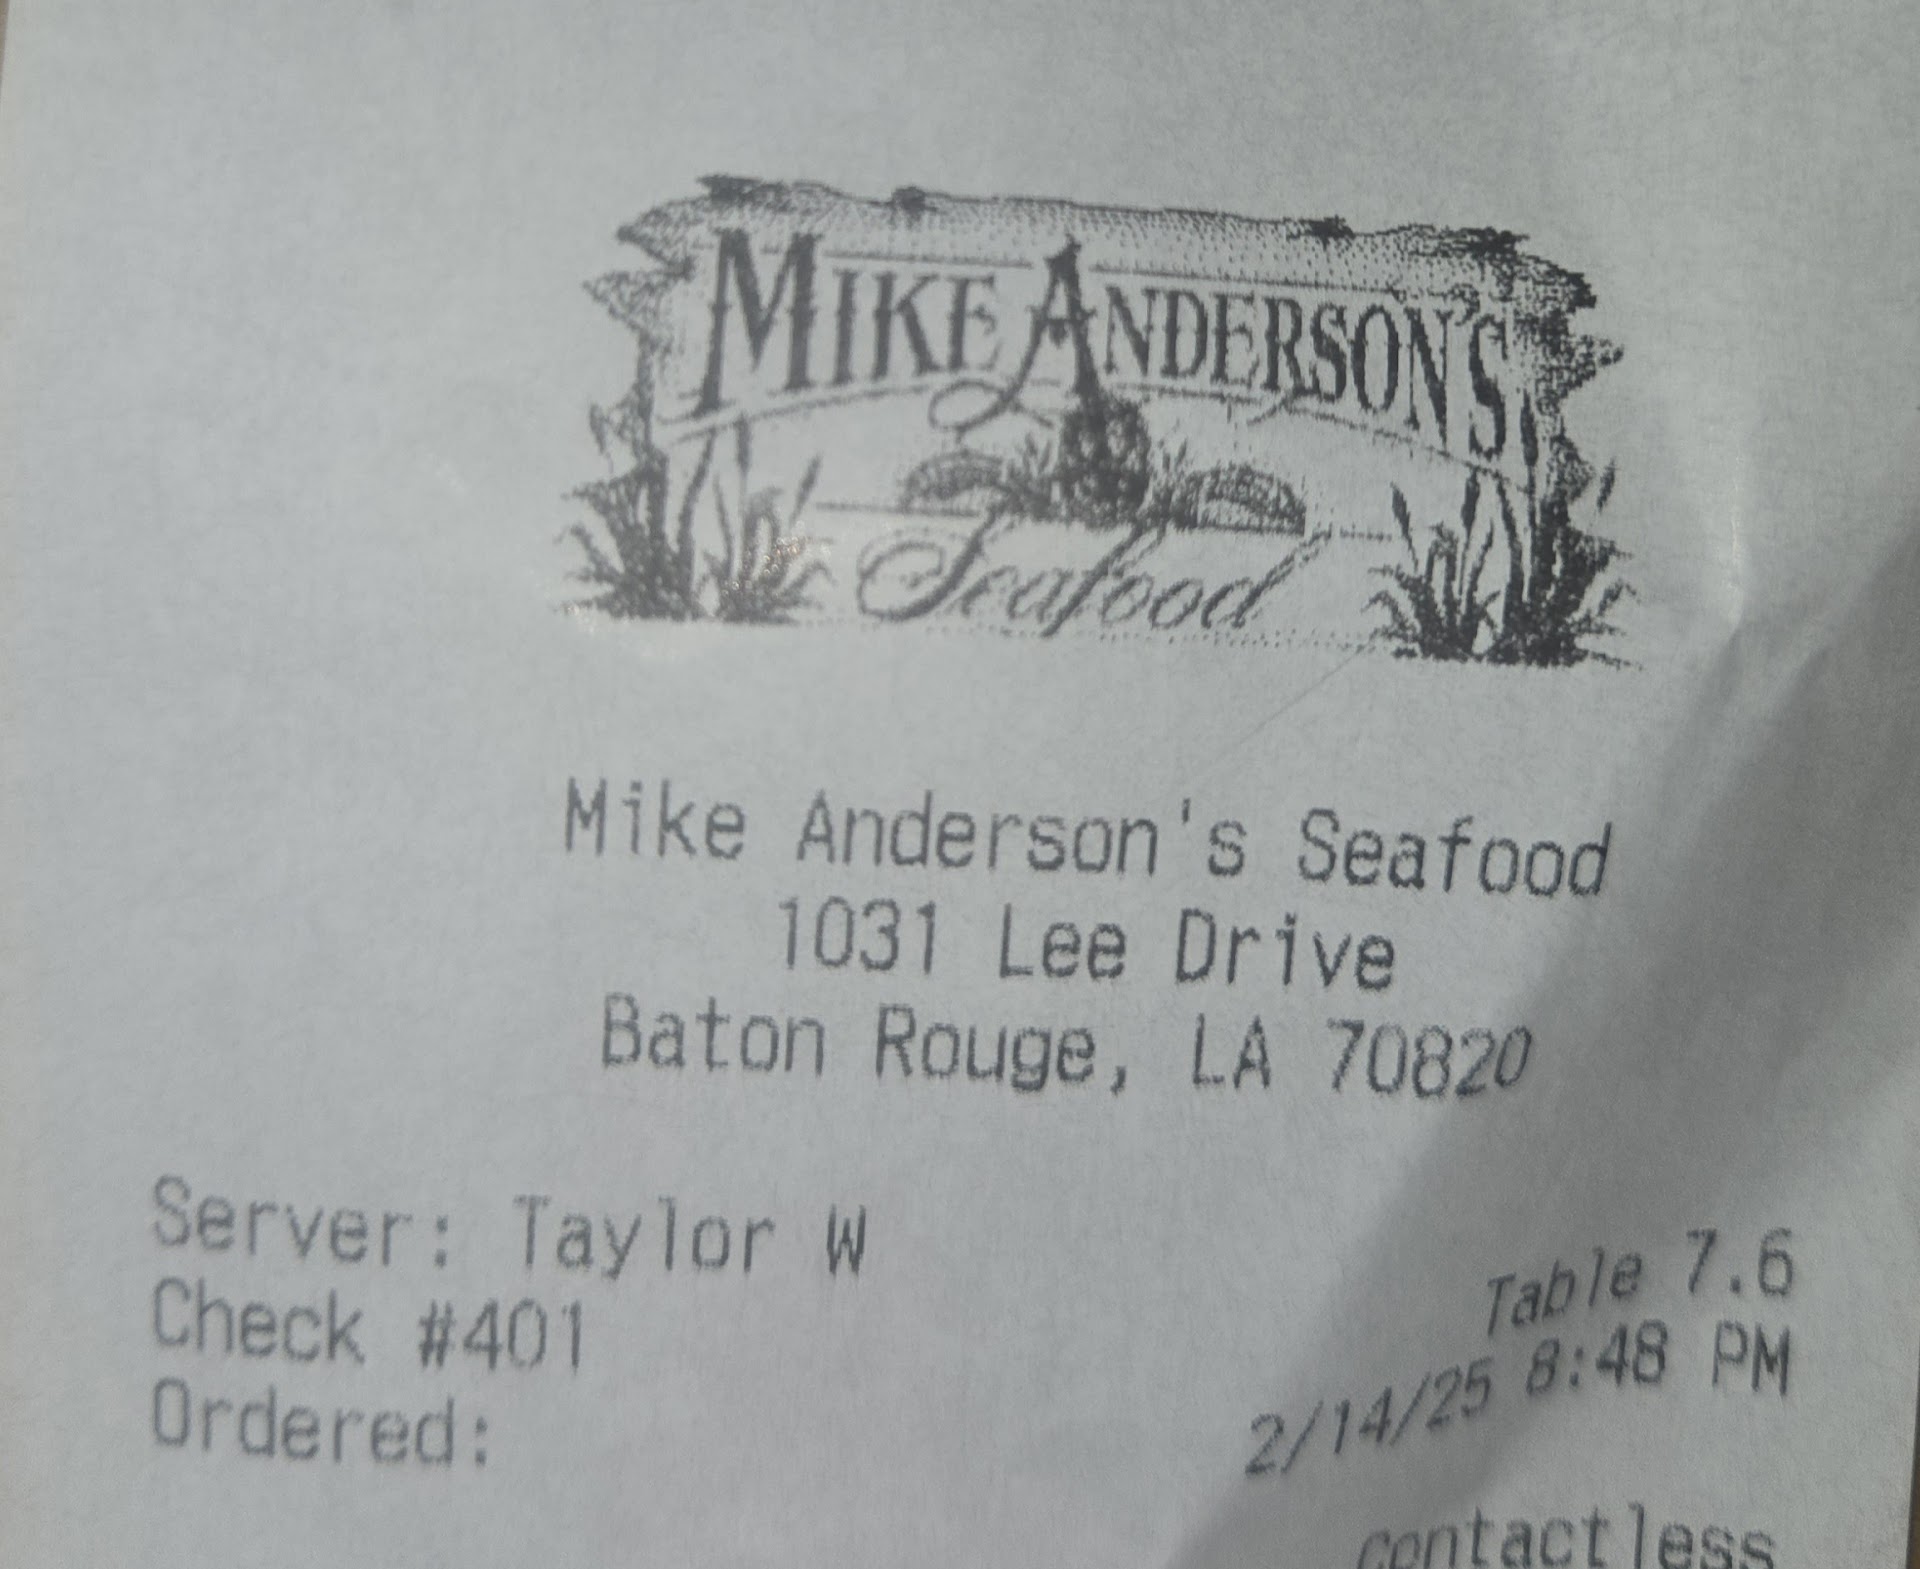 MIKE ANDERSON'S
Seafood
Mike Anderson's Seafood
1031 Lee Drive
Baton Rouge, LA 70820
Server: Taylor W
Check #401 Table 7.6
Ordered: 2/14/25 8:48 PM
contactless